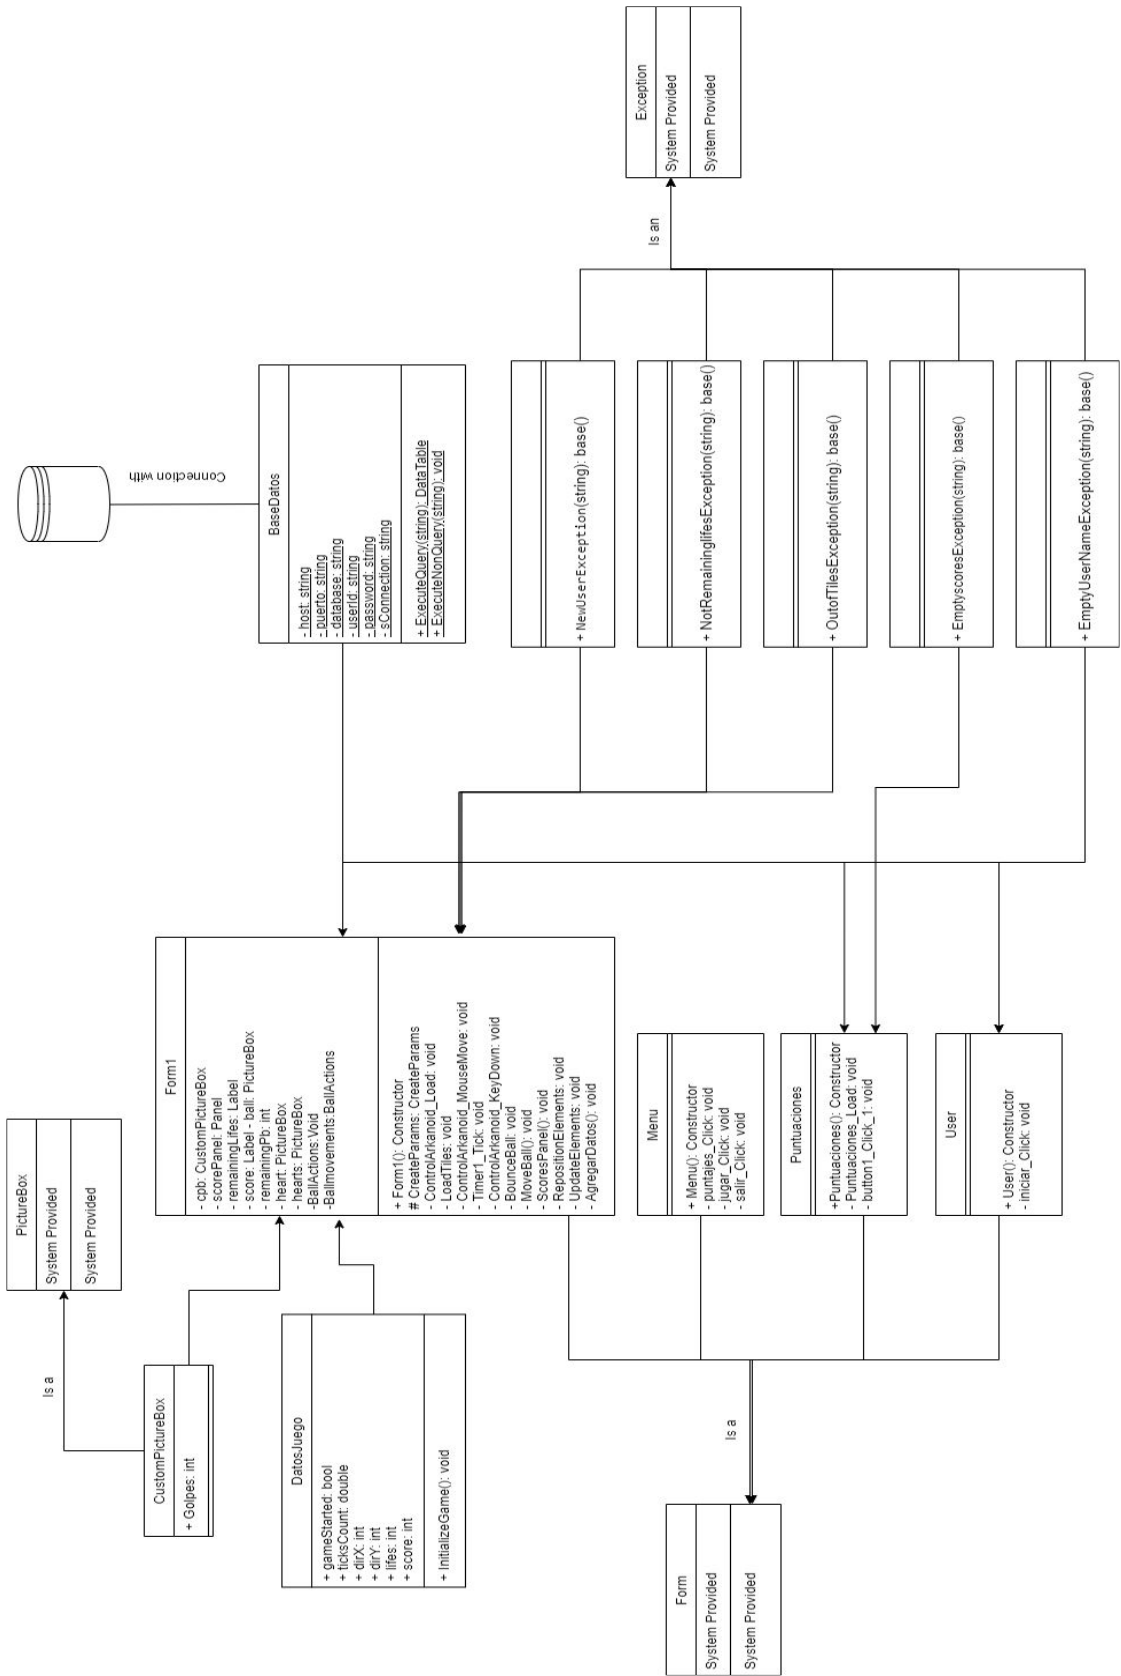 PictureBox
System Provided
System Provided
Is a
CustomPictureBox
+ Golpes: int
DatosJuego
+ gameStarted: bool
+ ticksCount: double
+ dirX: int
+ dirY: int
+ lifes: int
+ score: int
+ InitializeGame(): void
Form
System Provided
System Provided
Is a
Form1
- cpb: CustomPictureBox
- scorePanel: Panel
- remainingLifes: Label
- score: Label - ball: PictureBox
- remainingPb: int
- heart: PictureBox
- hearts: PictureBox
-BallActions:Void
-Ballmovements:BallActions
+ Form1(): Constructor
# CreateParams: CreateParams
- ControlArkanoid_Load: void
- LoadTiles: void
- ControlArkanoid_MouseMove: void
- Timer1_Tick: void
- ControlArkanoid_KeyDown: void
- BounceBall: void
- MoveBall(): void
- ScoresPanel(): void
- RepositionElements: void
- UpdateElements: void
- AgregarDatos(): void
Menu
+ Menu(): Constructor
- puntajes_Click: void
- jugar_Click: void
- salir_Click: void
Puntuaciones
+Puntuaciones(): Constructor
- Puntuaciones_Load: void
- button1_Click_1: void
User
+ User(): Constructor
- iniciar_Click: void
Connection with
BaseDatos
- host: string
- puerto: string
- database: string
- userId: string
- password: string
- sConnection: string
+ ExecuteQuery(string): DataTable
+ ExecuteNonQuery(string): void
+ NewUserException(string): base()
+ NotRemaininglifesException(string): base()
+ OutofTilesException(string): base()
+ EmptyscoresException(string): base()
+ EmptyUserNameException(string): base()
Is an
Exception
System Provided
System Provided